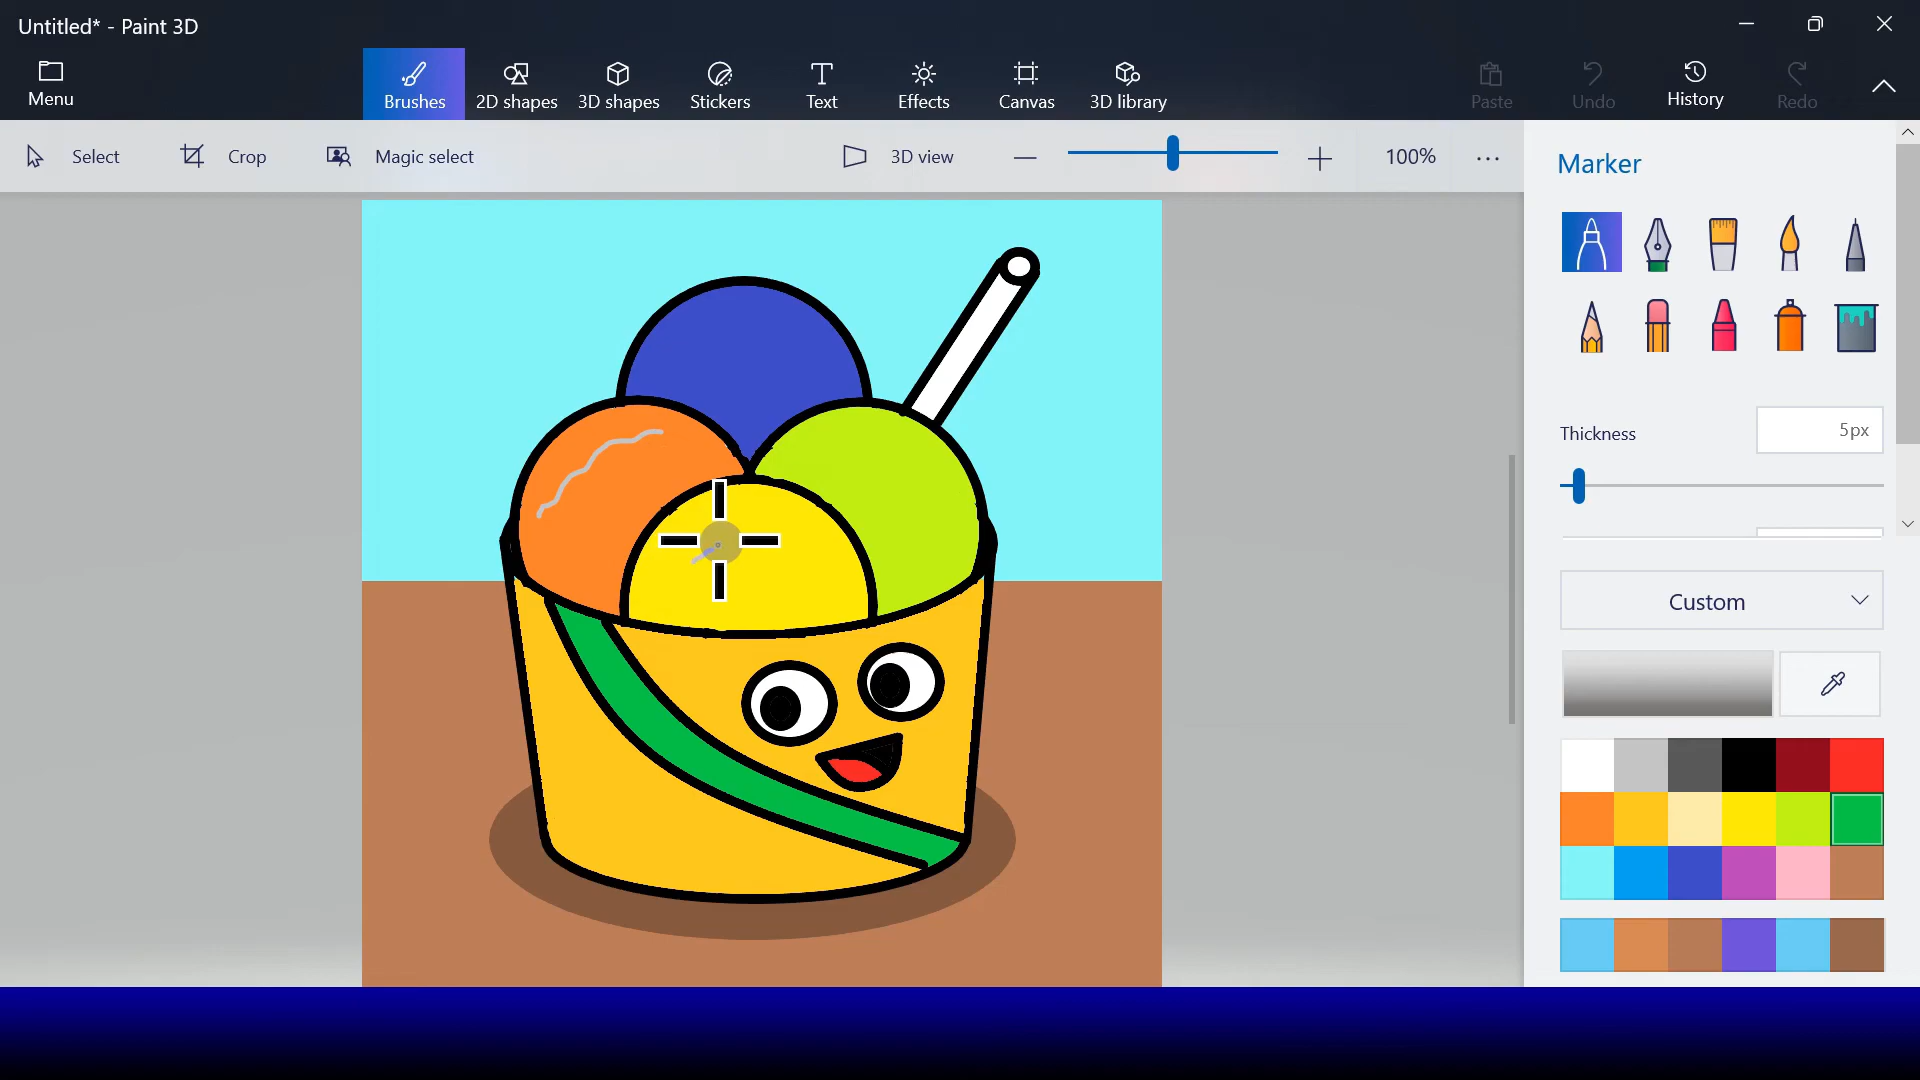 Untitled* - Paint 3D
Menu
Brushes
2D shapes
3D shapes
Stickers
Text
Effects
Canvas
3D library
Paste
Undo
History
Redo
Select
Crop
Magic select
3D view
100%
Marker
Thickness
5px
Custom